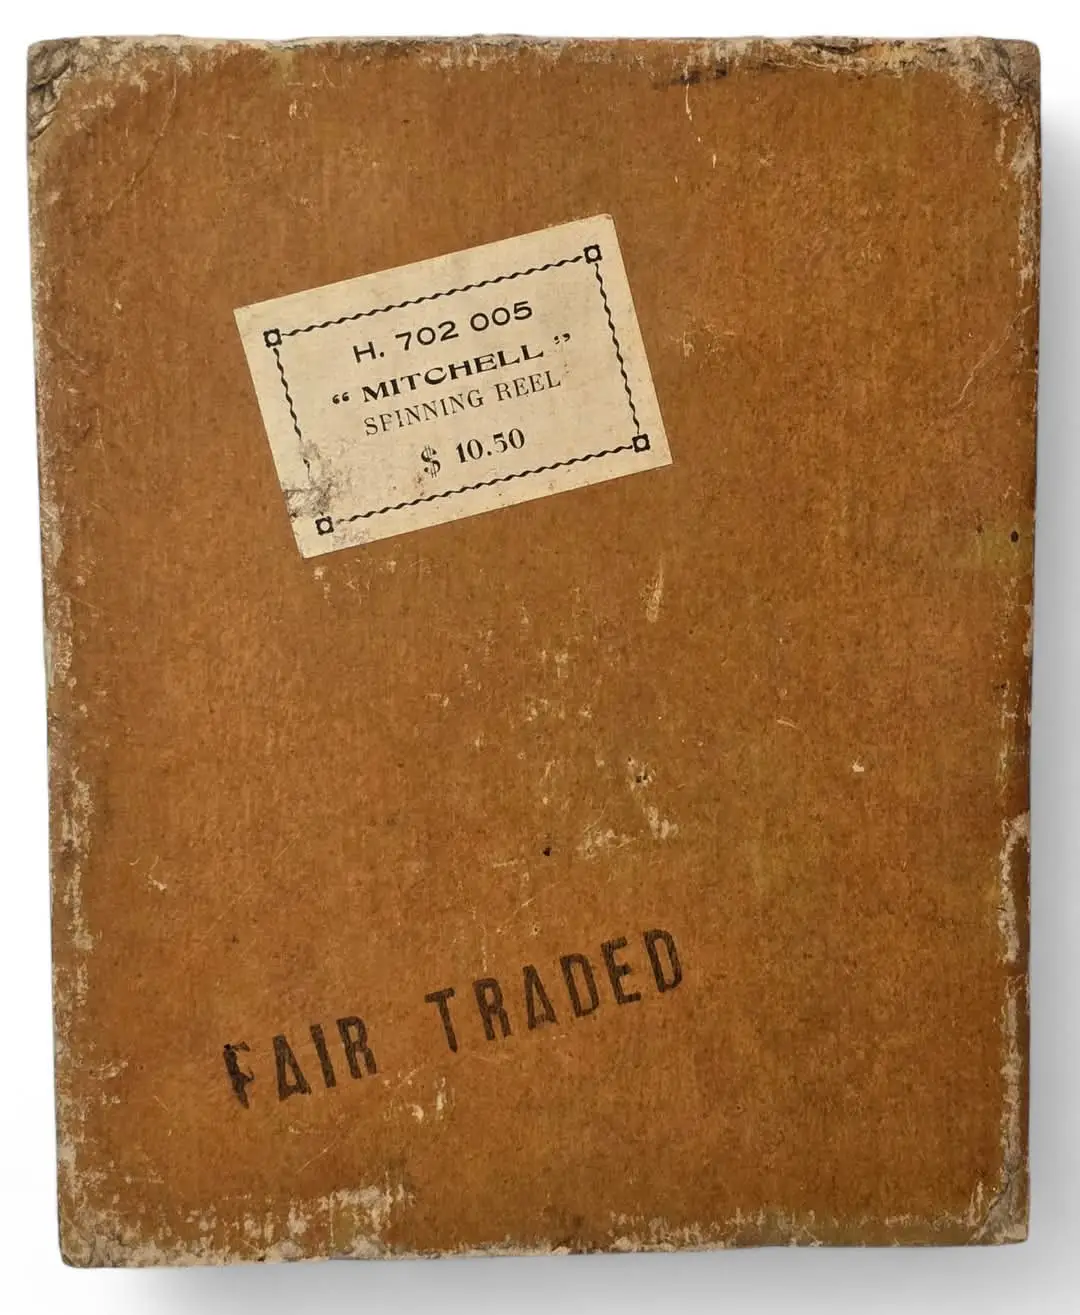 H. 702 005
“ MITCHELL ”
SPINNING REEL
$ 10.50
FAIR TRADED